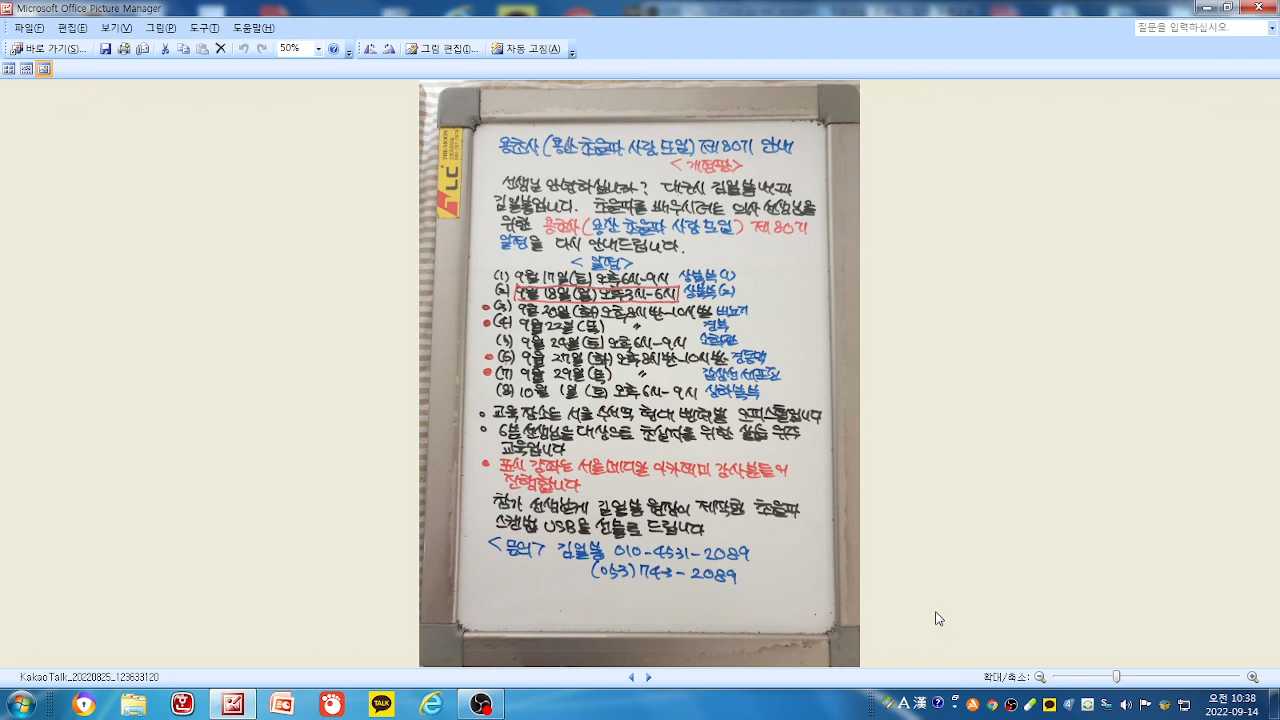 Microsoft Office Picture Manager
파일(F) 편집(E) 보기(V) 그림(P) 도구(T) 도움말(H)
질문을 입력하십시오.
바로 가기(S)... 50% 그림 편집(I)... 자동 고침(A)
용초사 (용산 초음파 사랑 모임) 제80기 안내
<개정판>
선생님 안녕하십니까? 대구시 김일봉내과
김일봉입니다. 초음파를 배우시려는 의사 선생님을
위한 용초사 (용산 초음파 사랑 모임) 제80기
일정을 다시 안내드립니다.
<일정>
(1) 9월 17일(토) 오후6시-9시 상복부(1)
(2) 9월 18일(일) 오후3시-6시 상복부(2)
(3) 9월 20일(화) 오후8시반-10시반 비뇨기
(4) 9월 22일(목) 〃 경부
(5) 9월 24일(토) 오후6시-9시 소화관
(6) 9월 27일(화) 오후8시반-10시반 경동맥
(7) 9월 29일(목) 〃 갑상선 세포검
(8) 10월 1일(토) 오후6시-9시 상하복부
• 교육 장소는 서울 수서역 현대 벤처빌 오피스텔입니다
• 6분 선생님을 대상으로 초심자를 위한 실습 위주
교육입니다
• 표시 강좌는 서울메디칼 아카데미 강사분들이
진행합니다
참가 선생님께 김일봉 원장이 제작한 초음파
스캔법 USB을 선물로 드립니다
<문의> 김일봉 010-4531-2089
(053) 743-2089
KakaoTalk_20220825_123633120
확대/축소:
TALK
오전 10:38
2022-09-14